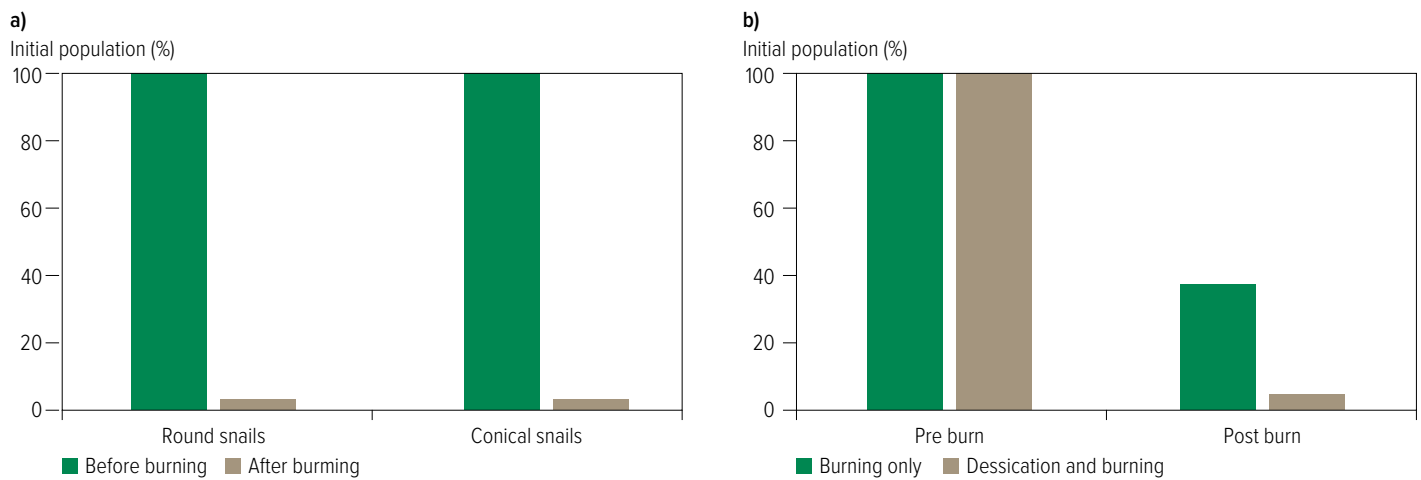 a)
Initial population (%)
100
80
60
40
20
0
Round snails Conical snails
Before burning After burming
b)
Initial population (%)
100
80
60
40
20
0
Pre burn Post burn
Burning only Dessication and burning